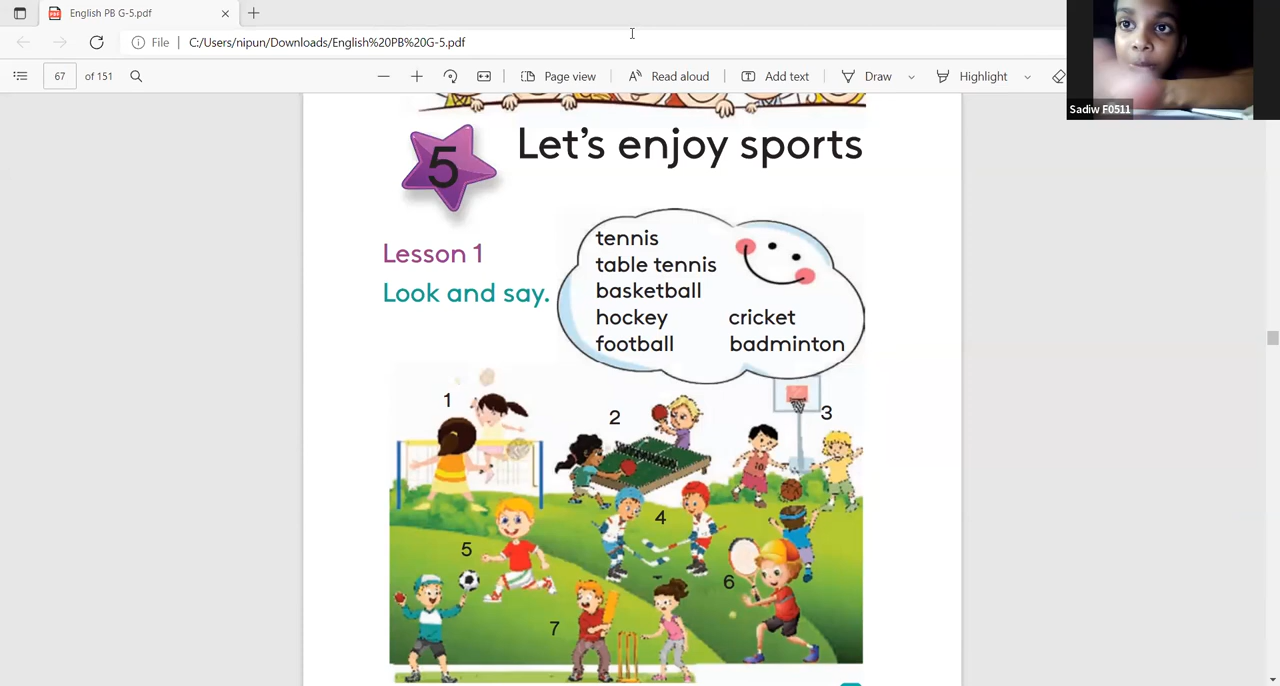 English PB G-5.pdf
File
C:/Users/nipun/Downloads/English%20PB%20G-5.pdf
67 of 151
Page view
Read aloud
Add text
Draw
Highlight
Sadiw F0511
5
Let's enjoy sports
Lesson 1
Look and say.
tennis
table tennis
basketball
hockey cricket
football badminton
1
2
3
4
5
6
7
10